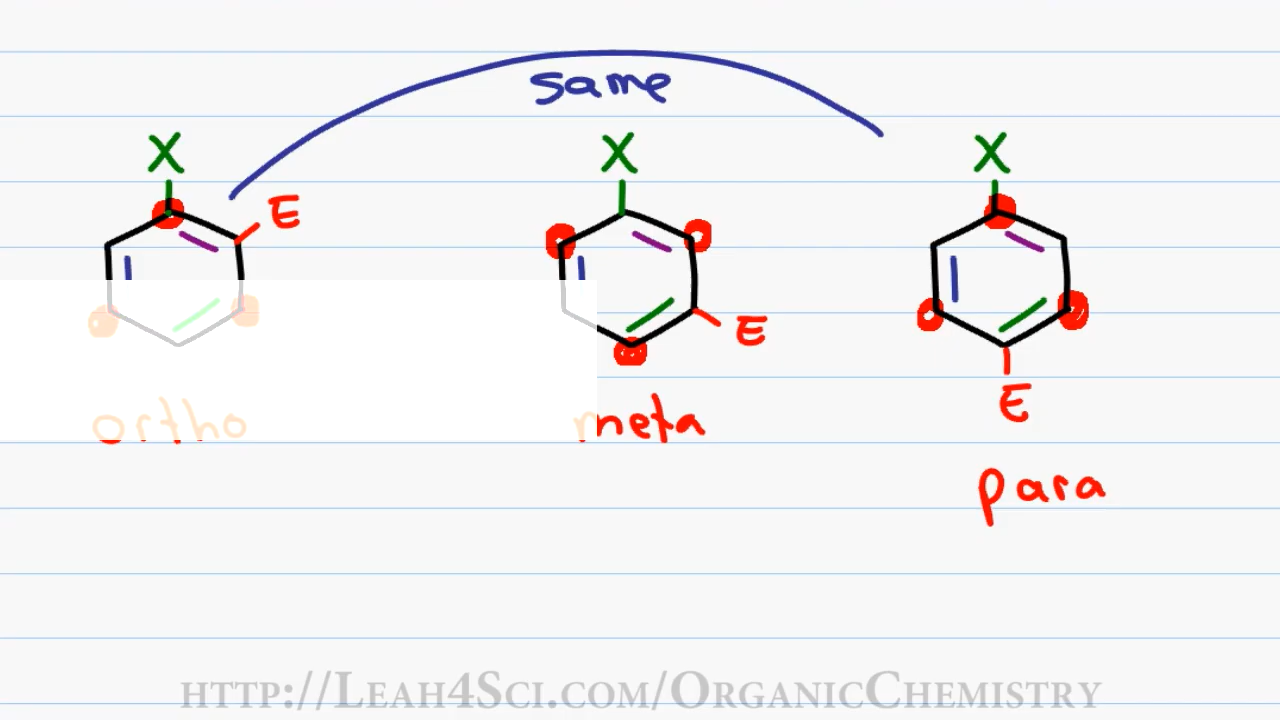 same
X X X
E
E
E
ortho meta
para
http://Leah4Sci.com/OrganicChemistry